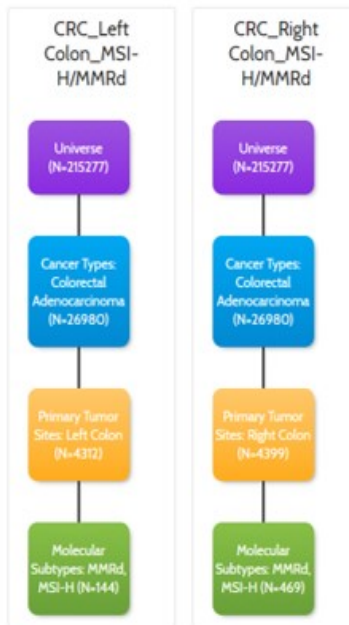 CRC_Left
Colon_MSI-
H/MMRd
Universe
(N=215277)
Cancer Types:
Colorectal
Adenocarcinoma
(N=26980)
Primary Tumor
Sites: Left Colon
(N=4312)
Molecular
Subtypes: MMRd,
MSI-H (N=144)
CRC_Right
Colon_MSI-
H/MMRd
Universe
(N=215277)
Cancer Types:
Colorectal
Adenocarcinoma
(N=26980)
Primary Tumor
Sites: Right Colon
(N=4399)
Molecular
Subtypes: MMRd,
MSI-H (N=469)